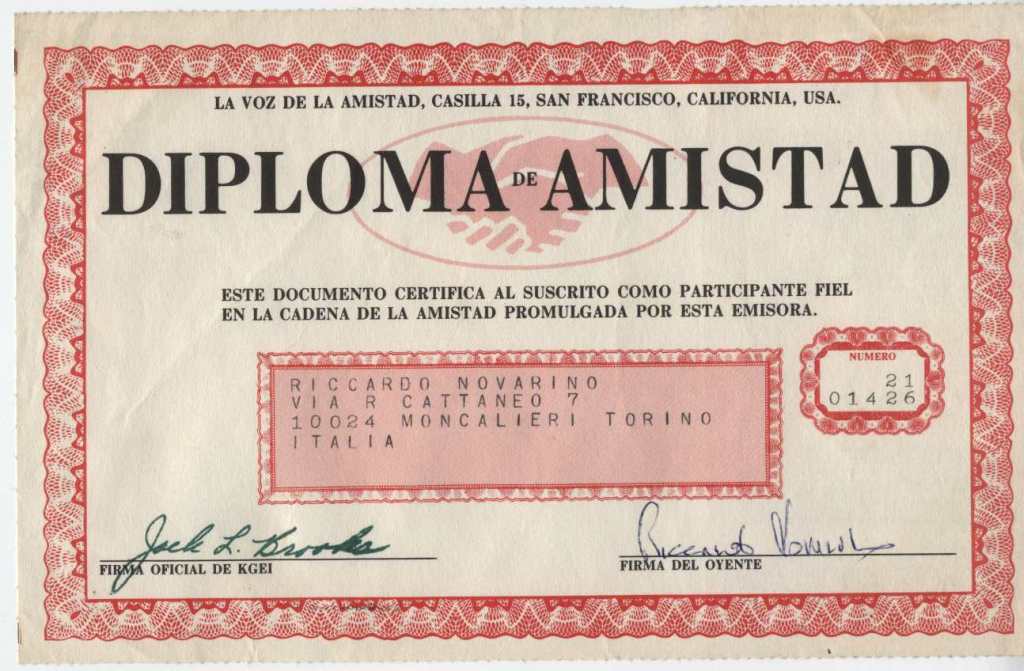 LA VOZ DE LA AMISTAD, CASILLA 15, SAN FRANCISCO, CALIFORNIA, USA.
DIPLOMA DE AMISTAD
ESTE DOCUMENTO CERTIFICA AL SUSCRITO COMO PARTICIPANTE FIEL
EN LA CADENA DE LA AMISTAD PROMULGADA POR ESTA EMISORA.
NUMERO
21
01426
RICCARDO NOVARINO
VIA R CATTANEO 7
10024 MONCALIERI TORINO
ITALIA
Jack L. Brooks
Riccardo Novarino
FIRMA OFICIAL DE KGEI
FIRMA DEL OYENTE